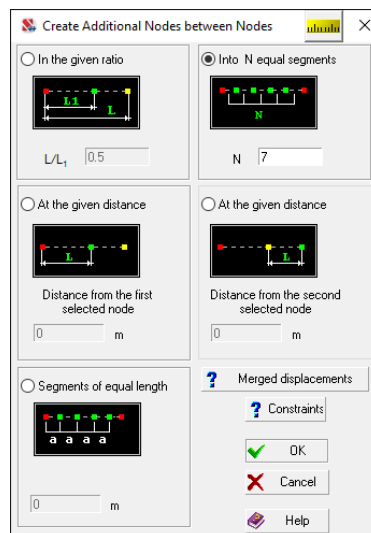 Create Additional Nodes between Nodes
In the given ratio
L1
L
L/L1 0.5
Into N equal segments
N
N 7
At the given distance
L
Distance from the first
selected node
0 m
At the given distance
L
Distance from the second
selected node
0 m
Segments of equal length
a a a a
0 m
? Merged displacements
? Constraints
OK
Cancel
Help